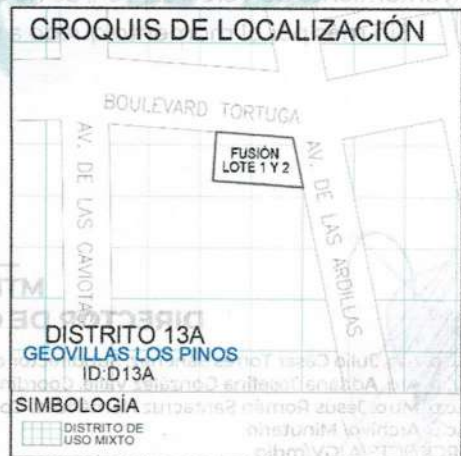 CROQUIS DE LOCALIZACIÓN
BOULEVARD TORTUGA
FUSIÓN
LOTE 1 Y 2
AV. DE LAS GAVIOTA
AV. DE LAS ARDILLAS
DISTRITO 13A
GEOVILLAS LOS PINOS
ID:D13A
SIMBOLOGÍA
DISTRITO DE
USO MIXTO